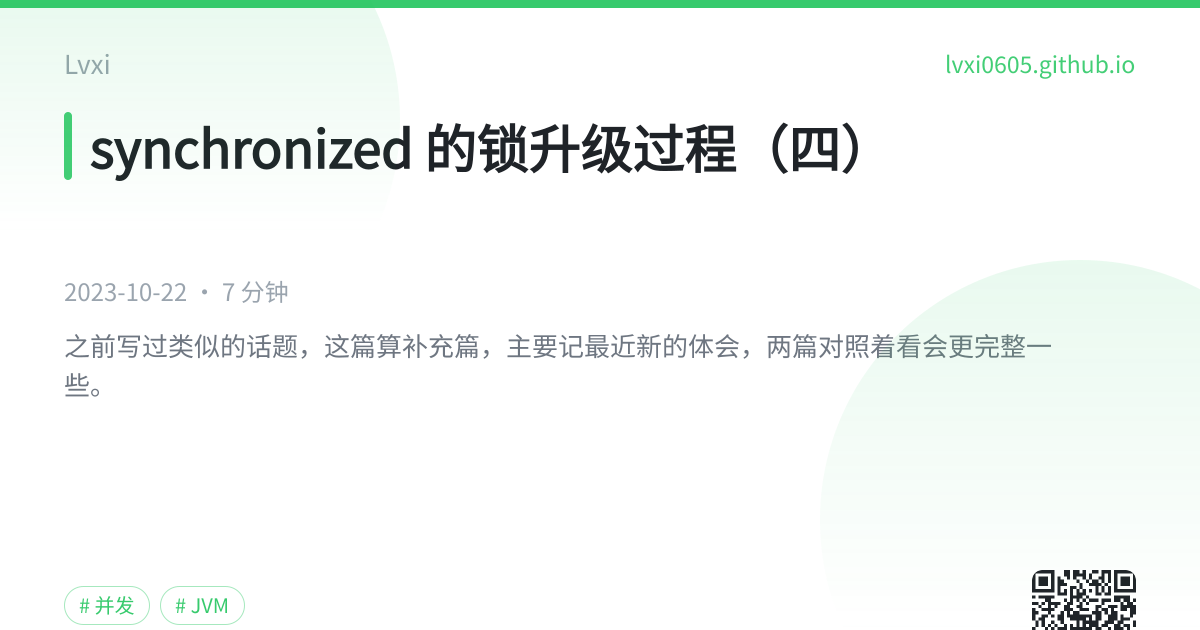 Lvxi
lvxi0605.github.io
synchronized 的锁升级过程（四）
2023-10-22 · 7 分钟
之前写过类似的话题，这篇算补充篇，主要记最近新的体会，两篇对照着看会更完整一
些。
# 并发
# JVM